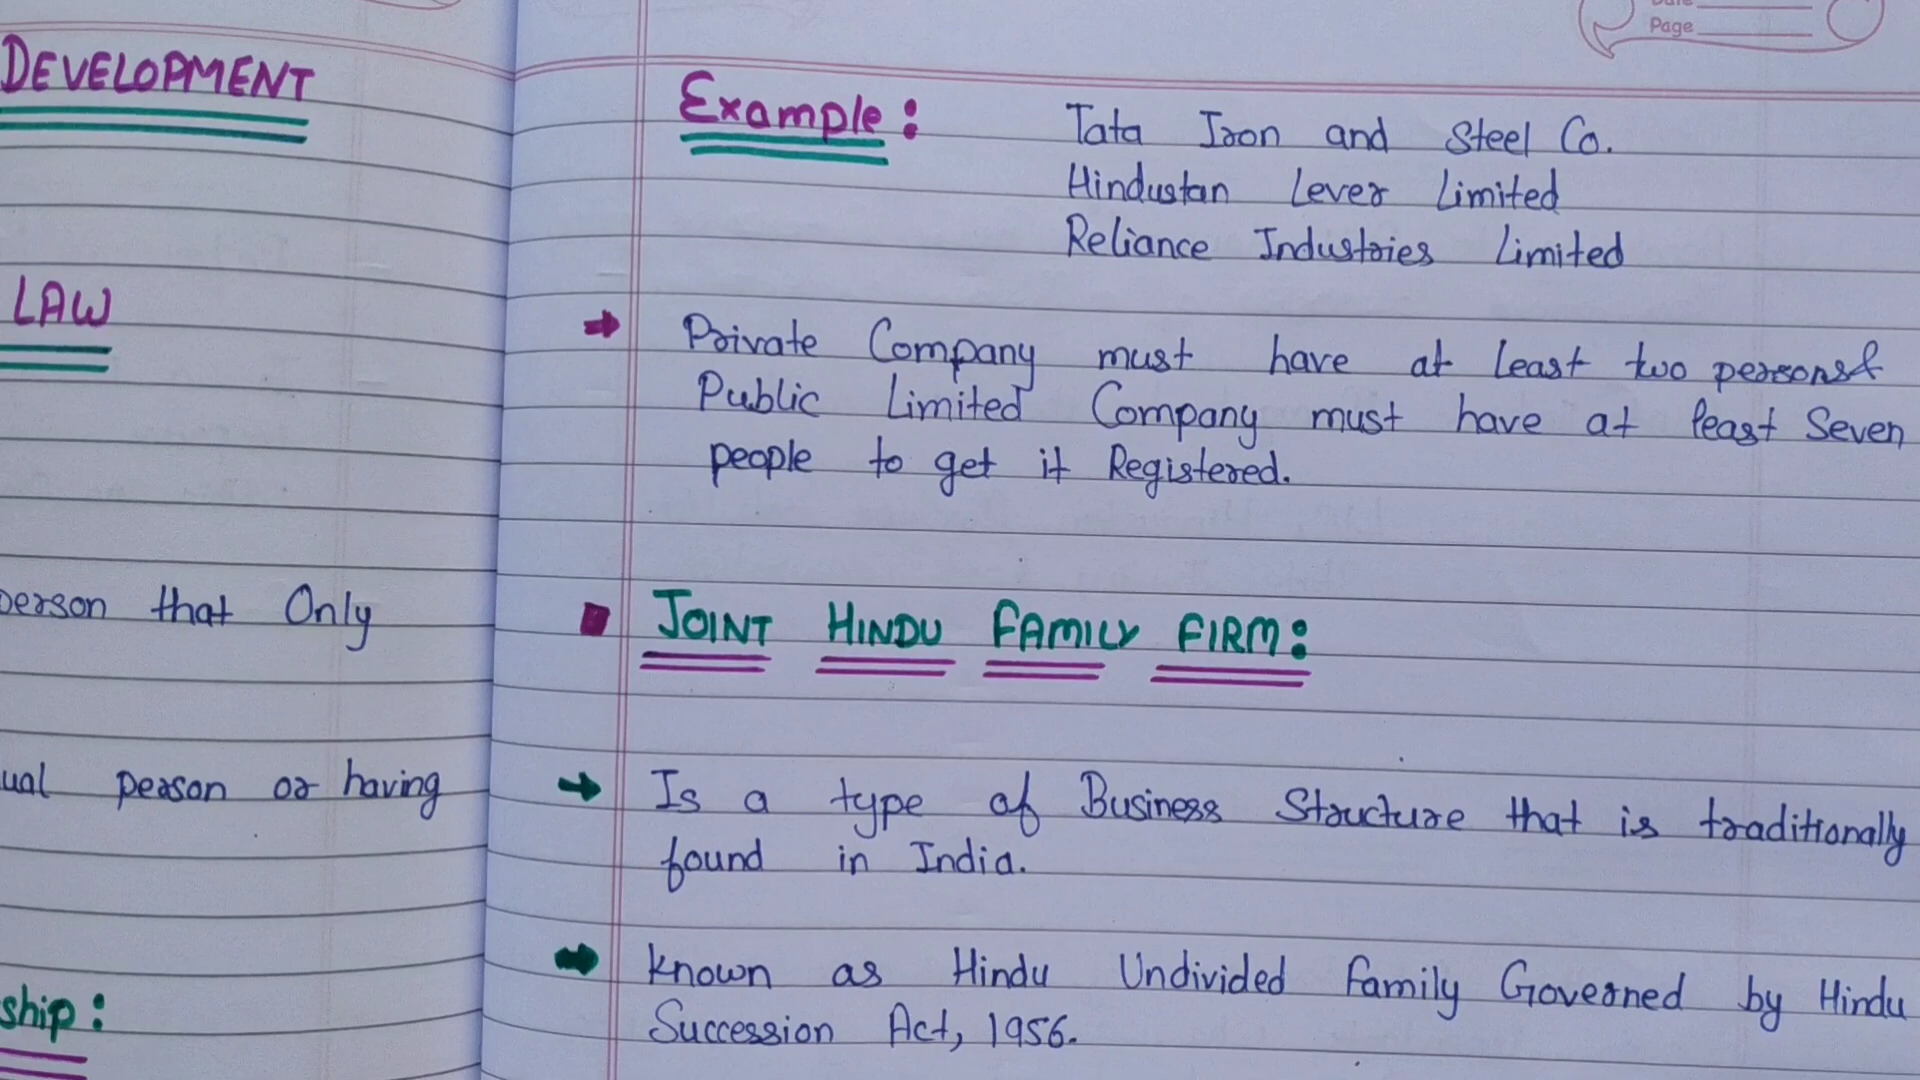 DEVELOPMENT
LAW
person that Only
ual person or having
ship:
Date
Page
Example: Tata Iron and Steel Co.
Hindustan Lever Limited
Reliance Industries Limited
Private Company must have at least two persons &
Public Limited Company must have at least Seven
people to get it Registered.
JOINT HINDU FAMILY FIRM:
Is a type of Business Structure that is traditionally
found in India.
Known as Hindu Undivided Family Governed by Hindu
Succession Act, 1956.